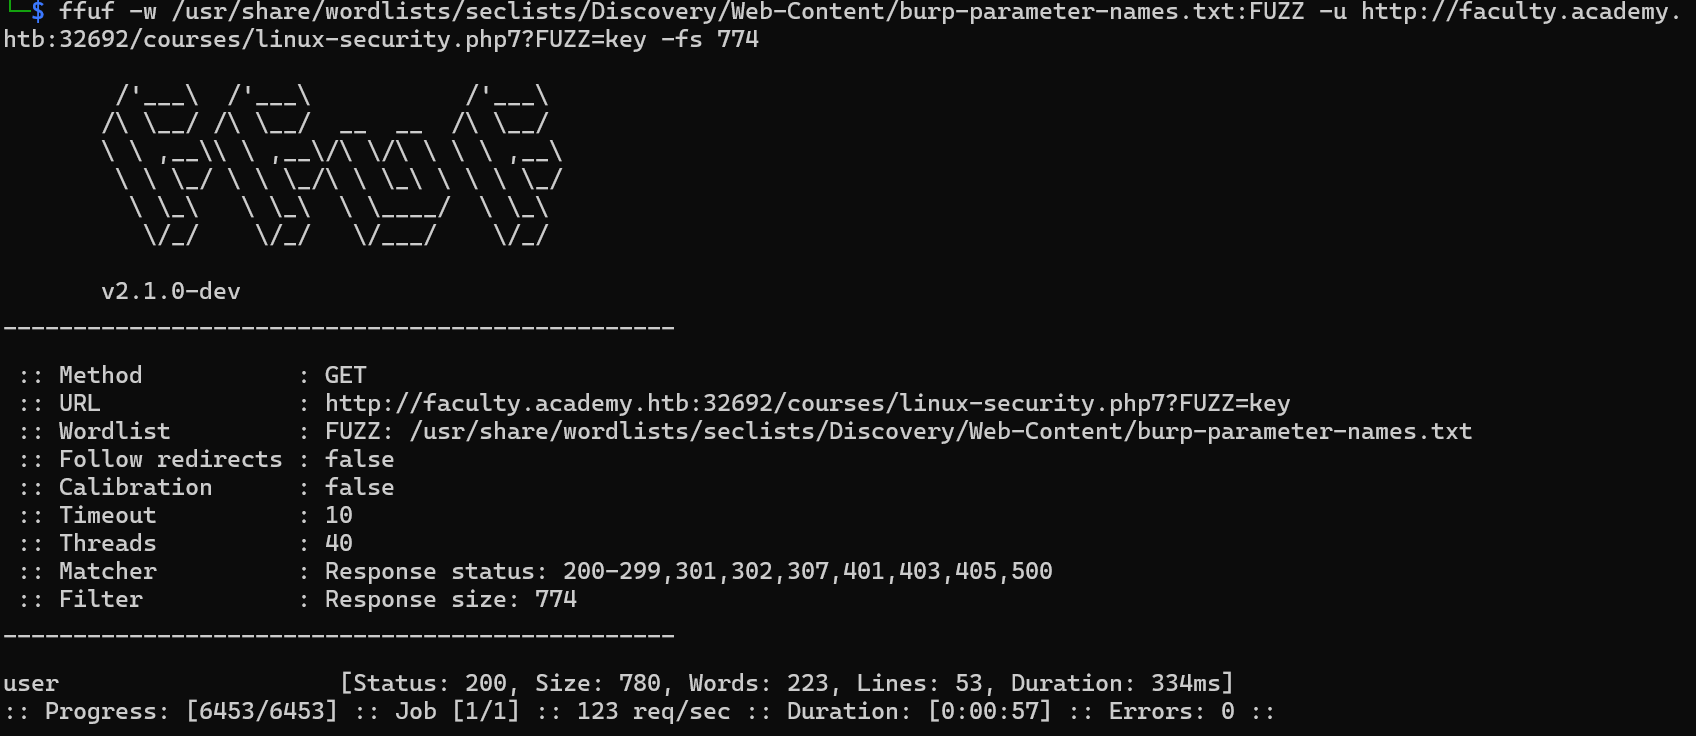 └─$ ffuf -w /usr/share/wordlists/seclists/Discovery/Web-Content/burp-parameter-names.txt:FUZZ -u http://faculty.academy.
htb:32692/courses/linux-security.php7?FUZZ=key -fs 774

        /'___\  /'___\           /'___\
       /\ \__/ /\ \__/  __  __  /\ \__/
       \ \ ,__\\ \ ,__\/\ \/\ \ \ \ ,__\
        \ \ \_/ \ \ \_/\ \ \_\ \ \ \ \_/
         \ \_\   \ \_\  \ \____/  \ \_\
          \/_/    \/_/   \/___/    \/_/

       v2.1.0-dev
________________________________________________

 :: Method           : GET
 :: URL              : http://faculty.academy.htb:32692/courses/linux-security.php7?FUZZ=key
 :: Wordlist         : FUZZ: /usr/share/wordlists/seclists/Discovery/Web-Content/burp-parameter-names.txt
 :: Follow redirects : false
 :: Calibration      : false
 :: Timeout          : 10
 :: Threads          : 40
 :: Matcher          : Response status: 200-299,301,302,307,401,403,405,500
 :: Filter           : Response size: 774
________________________________________________

user                    [Status: 200, Size: 780, Words: 223, Lines: 53, Duration: 334ms]
:: Progress: [6453/6453] :: Job [1/1] :: 123 req/sec :: Duration: [0:00:57] :: Errors: 0 ::